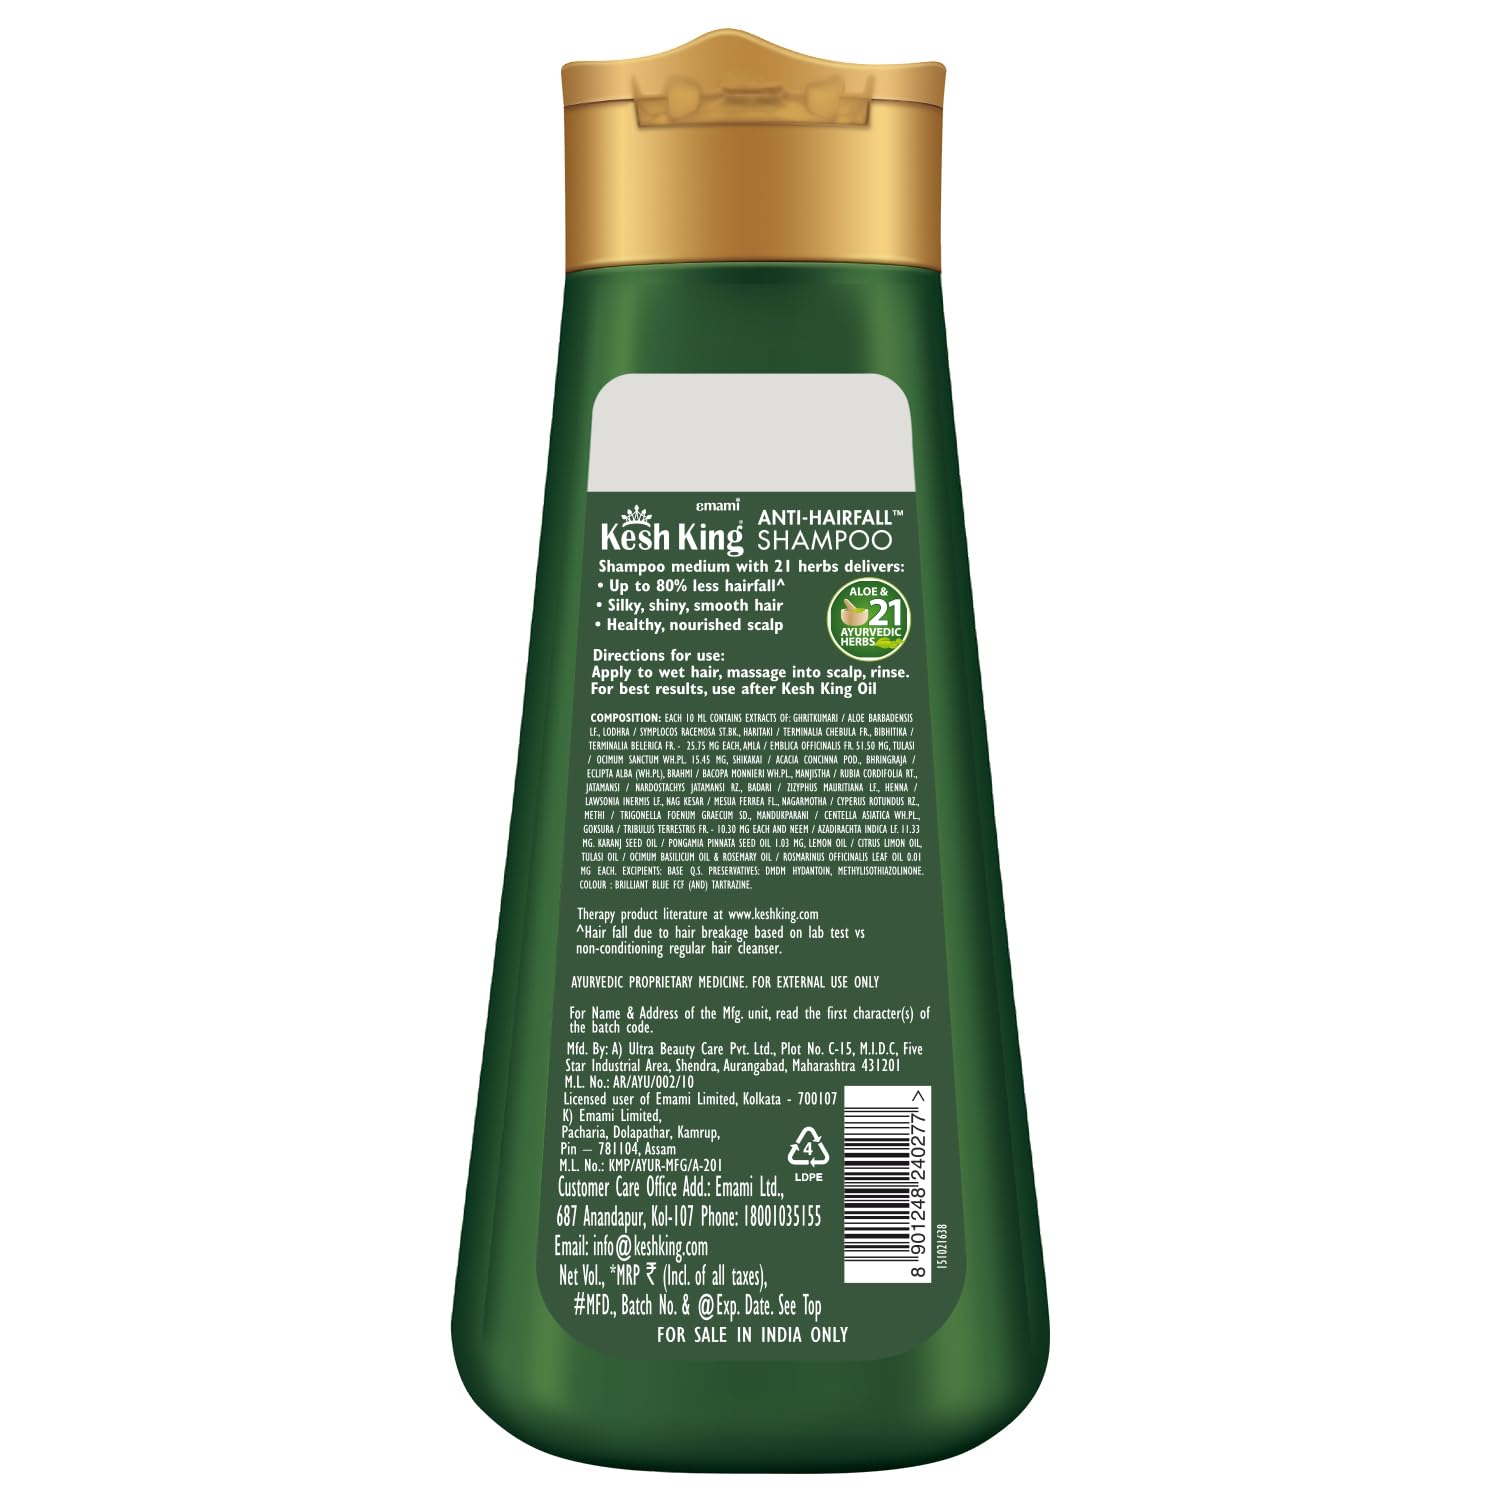 emami
Kesh King® ANTI-HAIRFALL™
SHAMPOO
Shampoo medium with 21 herbs delivers:
• Up to 80% less hairfall^
• Silky, shiny, smooth hair
• Healthy, nourished scalp
ALOE &
21
AYURVEDIC
HERBS
Directions for use:
Apply to wet hair, massage into scalp, rinse.
For best results, use after Kesh King Oil
COMPOSITION: EACH 10 ML CONTAINS EXTRACTS OF: GHRITKUMARI / ALOE BARBADENSIS
LF., LODHRA / SYMPLOCOS RACEMOSA ST.BK., HARITAKI / TERMINALIA CHEBULA FR., BIBHITIKA /
TERMINALIA BELERICA FR. - 25.75 MG EACH, AMLA / EMBLICA OFFICINALIS FR. 51.50 MG, TULASI
/ OCIMUM SANCTUM WH.PL. 15.45 MG, SHIKAKAI / ACACIA CONCINNA POD., BHRINGRAJA /
ECLIPTA ALBA (WH.PL), BRAHMI / BACOPA MONNIERI WH.PL., MANJISTHA / RUBIA CORDIFOLIA RT.,
JATAMANSI / NARDOSTACHYS JATAMANSI RZ., BADARI / ZIZYPHUS MAURITIANA LF., HENNA /
LAWSONIA INERMIS LF., NAG KESAR / MESUA FERREA FL., NAGARMOTHA / CYPERUS ROTUNDUS RZ.,
METHI / TRIGONELLA FOENUM GRAECUM SD., MANDUKPARANI / CENTELLA ASIATICA WH.PL.,
GOKSURA / TRIBULUS TERRESTRIS FR. - 10.30 MG EACH AND NEEM / AZADIRACHTA INDICA LF. 11.33
MG. KARANJ SEED OIL / PONGAMIA PINNATA SEED OIL 1.03 MG, LEMON OIL / CITRUS LIMON OIL,
TULASI OIL / OCIMUM BASILICUM OIL & ROSEMARY OIL / ROSMARINUS OFFICINALIS LEAF OIL 0.01
MG EACH. EXCIPIENTS: BASE Q.S. PRESERVATIVES: DMDM HYDANTOIN, METHYLISOTHIAZOLINONE.
COLOUR : BRILLIANT BLUE FCF (AND) TARTRAZINE.
Therapy product literature at www.keshking.com
^Hair fall due to hair breakage based on lab test vs
non-conditioning regular hair cleanser.
AYURVEDIC PROPRIETARY MEDICINE. FOR EXTERNAL USE ONLY
For Name & Address of the Mfg. unit, read the first character(s) of
the batch code.
Mfd. By: A) Ultra Beauty Care Pvt. Ltd., Plot No. C-15, M.I.D.C, Five
Star Industrial Area, Shendra, Aurangabad, Maharashtra 431201
M.L. No.: AR/AYU/002/10
Licensed user of Emami Limited, Kolkata - 700107
K) Emami Limited,
Pacharia, Dolapathar, Kamrup,
Pin – 781104, Assam
M.L. No.: KMP/AYUR-MFG/A-201
Customer Care Office Add.: Emami Ltd.,
687 Anandapur, Kol-107 Phone: 18001035155
Email: info@keshking.com
Net Vol., *MRP ₹ (Incl. of all taxes),
#MFD., Batch No. & @Exp. Date. See Top
FOR SALE IN INDIA ONLY
4
LDPE
8 901248 240277 >
151021638